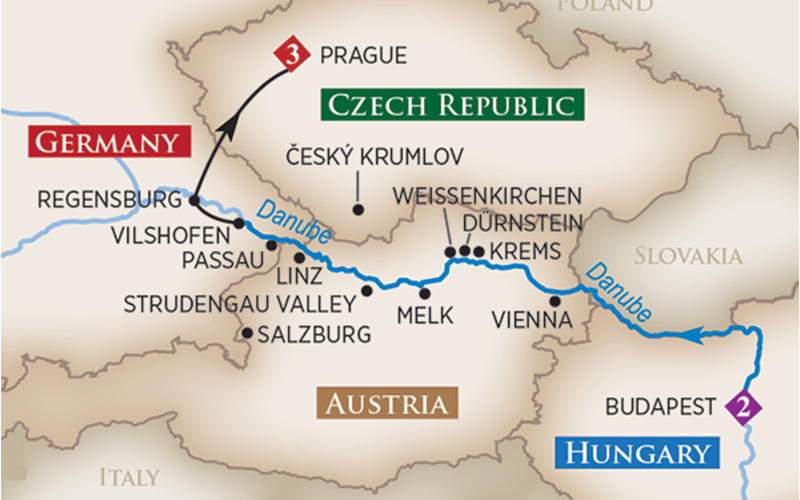 POLAND
3 PRAGUE
CZECH REPUBLIC
GERMANY
ČESKÝ KRUMLOV
REGENSBURG
WEISSENKIRCHEN
Danube
DÜRNSTEIN
VILSHOFEN
KREMS
PASSAU
SLOVAKIA
LINZ
Danube
STRUDENGAU VALLEY
MELK
VIENNA
SALZBURG
AUSTRIA
BUDAPEST 2
HUNGARY
ITALY